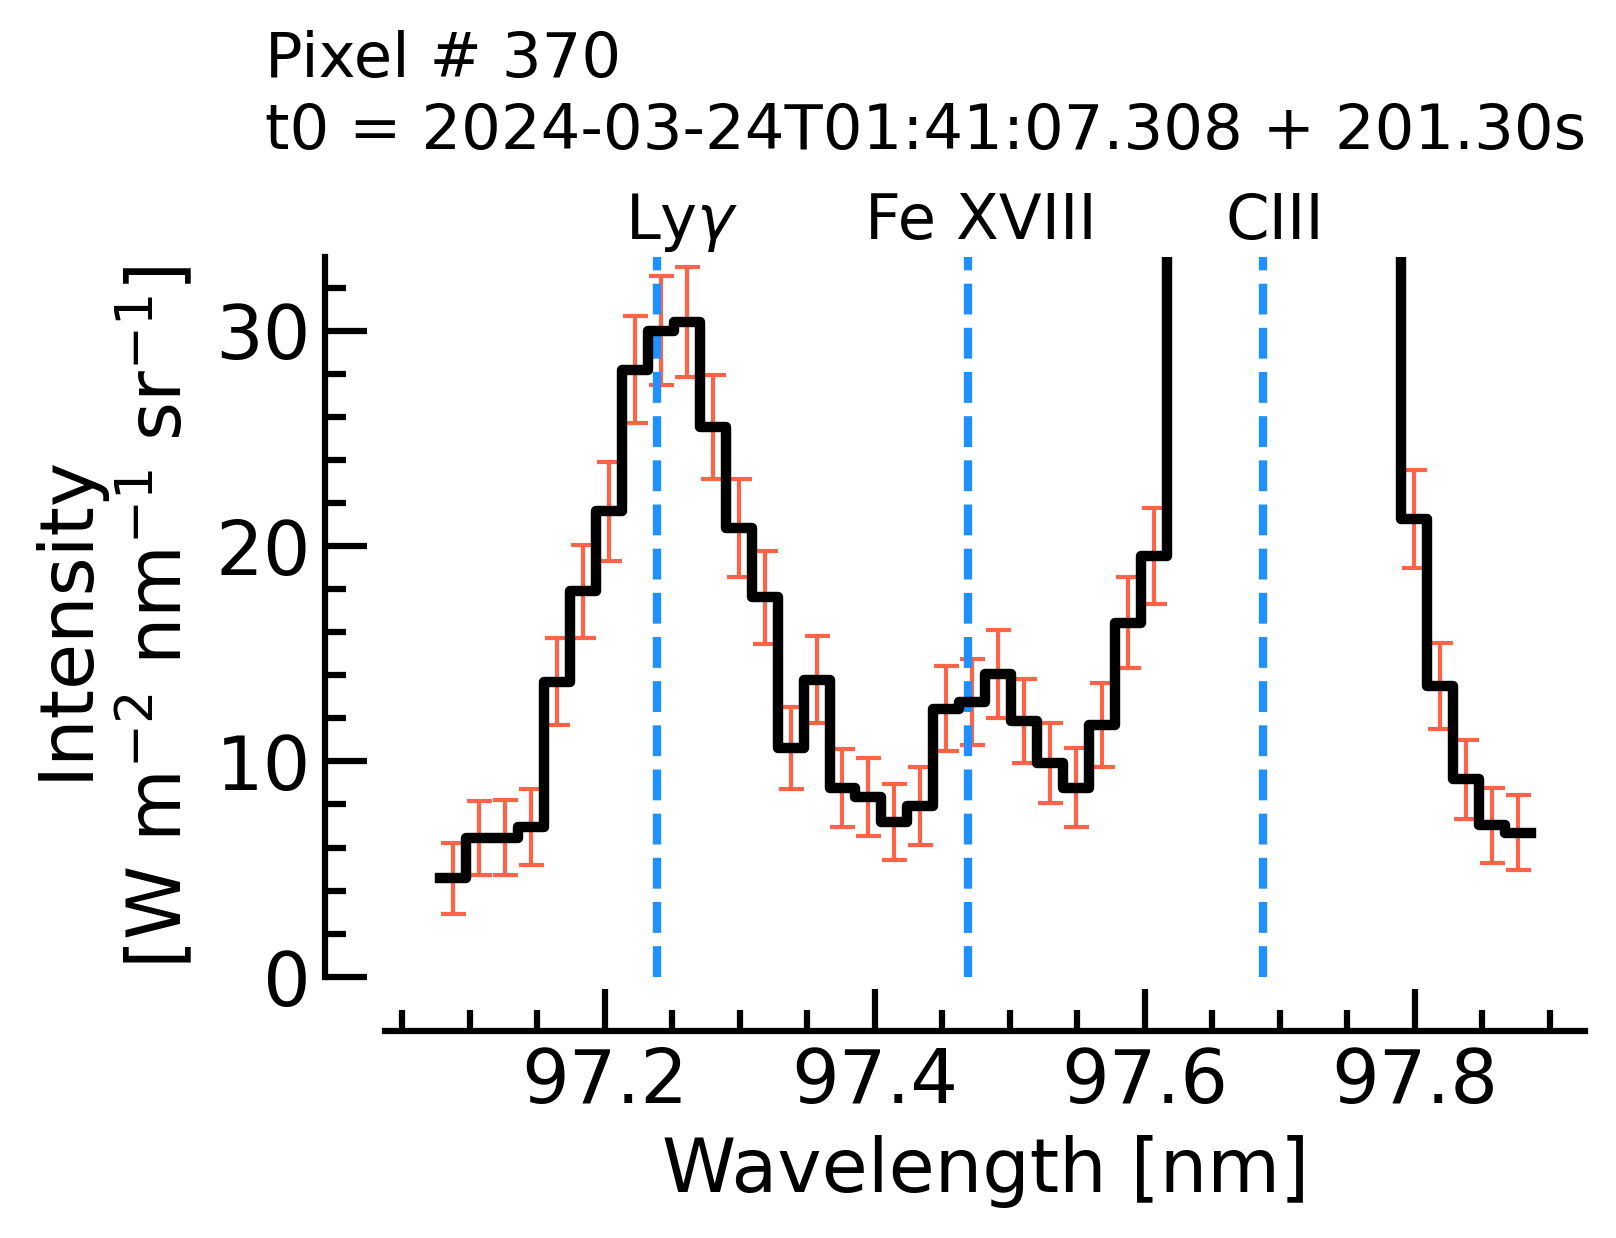 Pixel # 370
t0 = 2024-03-24T01:41:07.308 + 201.30s
Lyγ Fe XVIII CIII
Intensity
[W m⁻² nm⁻¹ sr⁻¹]
30
20
10
0
97.2 97.4 97.6 97.8
Wavelength [nm]